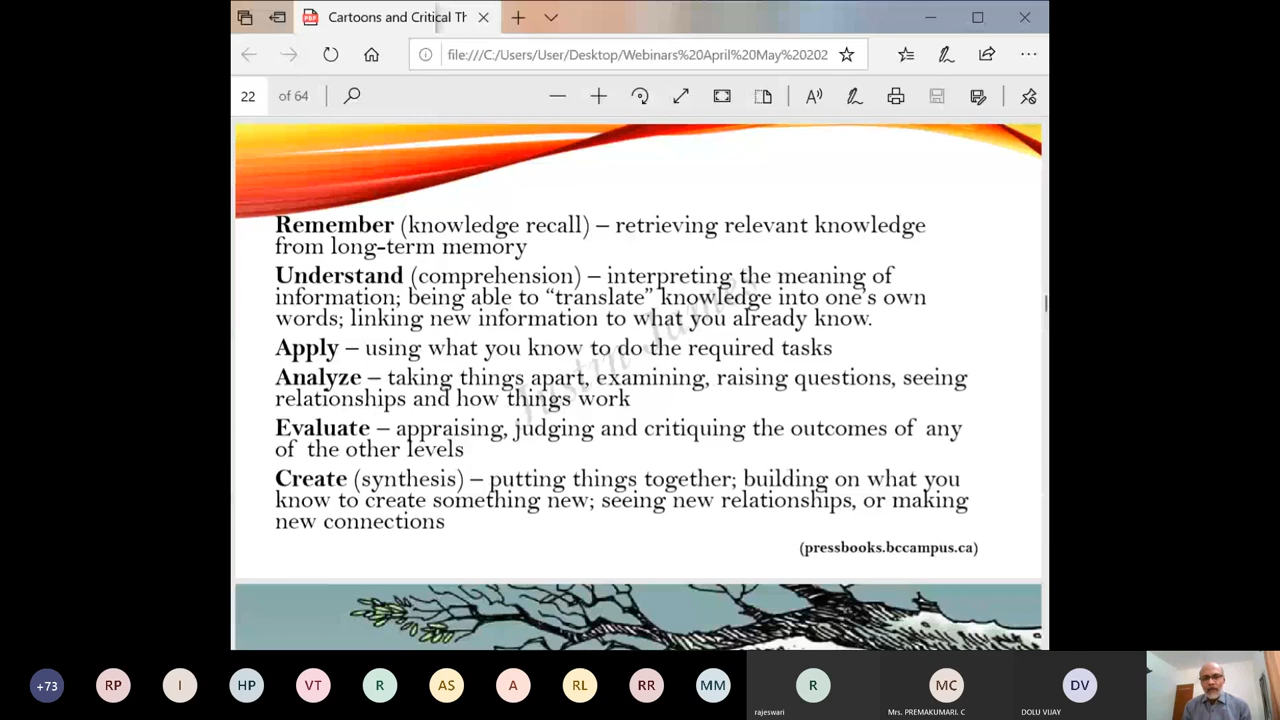 Cartoons and Critical Th
file:///C:/Users/User/Desktop/Webinars%20April%20May%20202
22 of 64
Remember (knowledge recall) – retrieving relevant knowledge
from long-term memory
Understand (comprehension) – interpreting the meaning of
information; being able to “translate” knowledge into one’s own
words; linking new information to what you already know.
Apply – using what you know to do the required tasks
Analyze – taking things apart, examining, raising questions, seeing
relationships and how things work
Evaluate – appraising, judging and critiquing the outcomes of any
of the other levels
Create (synthesis) – putting things together; building on what you
know to create something new; seeing new relationships, or making
new connections
(pressbooks.bccampus.ca)
Justin James
+73 RP I HP VT R AS A RL RR MM R MC DV
rajeswari Mrs. PREMAKUMARI. C DOLU VIJAY